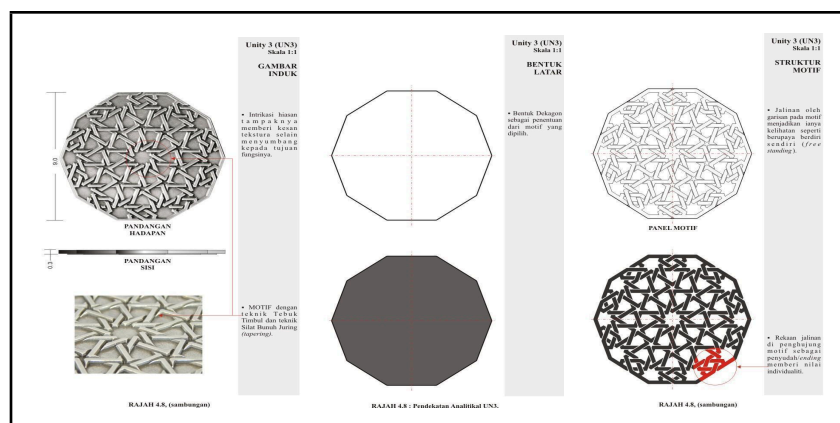 Unity 3 (UN3)
Skala 1:1
GAMBAR
INDUK
• Intrikasi hiasan
tampaknya
memberi kesan
tekstura selain
menyumbang
kepada tujuan
fungsinya.
9.0
PANDANGAN
HADAPAN
0.3
PANDANGAN
SISI
• MOTIF dengan
teknik Tebuk
Timbul dan teknik
Silat Bunuh Juring
(tapering).
RAJAH 4.8, (sambungan)
Unity 3 (UN3)
Skala 1:1
BENTUK
LATAR
• Bentuk Dekagon
sebagai penentuan
dari motif yang
dipilih.
RAJAH 4.8 : Pendekatan Analitikal UN3.
Unity 3 (UN3)
Skala 1:1
STRUKTUR
MOTIF
• Jalinan oleh
garisan pada motif
menjadikan ianya
kelihatan seperti
berupaya berdiri
sendiri (free
standing).
PANEL MOTIF
• Rekaan jalinan
di penghujung
motif sebagai
penyudah/ending
memberi nilai
individualiti.
RAJAH 4.8, (sambungan)